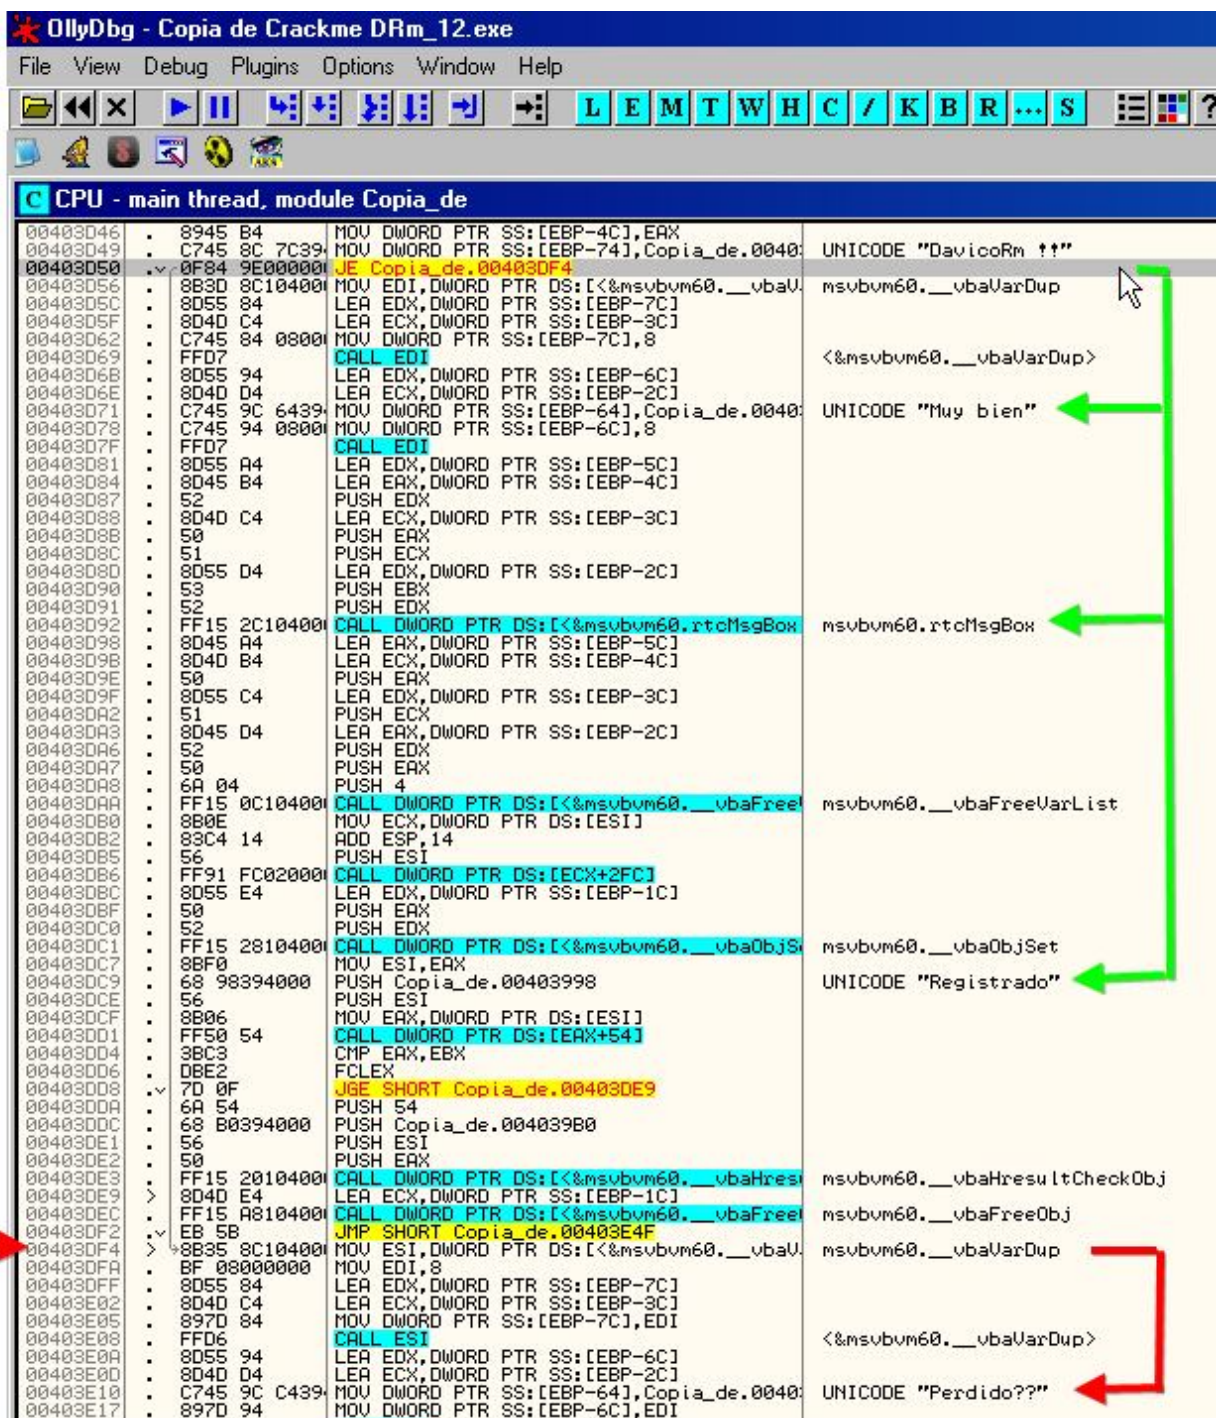 OllyDbg - Copia de Crackme DRm_12.exe
File View Debug Plugins Options Window Help
L E M T W H C / K B R ... S ?
C CPU - main thread, module Copia_de
00403D46 . 8945 B4 MOV DWORD PTR SS:[EBP-4C],EAX
00403D49 . C745 8C 7C39 MOV DWORD PTR SS:[EBP-74],Copia_de.0040 UNICODE "DavicoRm !!"
00403D50 .v 0F84 9E00000 JE Copia_de.00403DF4
00403D56 . 8B3D 8C10400 MOV EDI,DWORD PTR DS:[<&msvbvm60.__vbaV msvbvm60.__vbaVarDup
00403D5C . 8D55 84 LEA EDX,DWORD PTR SS:[EBP-7C]
00403D5F . 8D4D C4 LEA ECX,DWORD PTR SS:[EBP-3C]
00403D62 . C745 84 0800 MOV DWORD PTR SS:[EBP-7C],8
00403D69 . FFD7 CALL EDI <&msvbvm60.__vbaVarDup>
00403D6B . 8D55 94 LEA EDX,DWORD PTR SS:[EBP-6C]
00403D6E . 8D4D D4 LEA ECX,DWORD PTR SS:[EBP-2C]
00403D71 . C745 9C 6439 MOV DWORD PTR SS:[EBP-64],Copia_de.0040 UNICODE "Muy bien"
00403D78 . C745 94 0800 MOV DWORD PTR SS:[EBP-6C],8
00403D7F . FFD7 CALL EDI
00403D81 . 8D55 A4 LEA EDX,DWORD PTR SS:[EBP-5C]
00403D84 . 8D45 B4 LEA EAX,DWORD PTR SS:[EBP-4C]
00403D87 . 52 PUSH EDX
00403D88 . 8D4D C4 LEA ECX,DWORD PTR SS:[EBP-3C]
00403D8B . 50 PUSH EAX
00403D8C . 51 PUSH ECX
00403D8D . 8D55 D4 LEA EDX,DWORD PTR SS:[EBP-2C]
00403D90 . 53 PUSH EBX
00403D91 . 52 PUSH EDX
00403D92 . FF15 2C10400 CALL DWORD PTR DS:[<&msvbvm60.rtcMsgBox msvbvm60.rtcMsgBox
00403D98 . 8D45 A4 LEA EAX,DWORD PTR SS:[EBP-5C]
00403D9B . 8D4D B4 LEA ECX,DWORD PTR SS:[EBP-4C]
00403D9E . 50 PUSH EAX
00403D9F . 8D55 C4 LEA EDX,DWORD PTR SS:[EBP-3C]
00403DA2 . 51 PUSH ECX
00403DA3 . 8D45 D4 LEA EAX,DWORD PTR SS:[EBP-2C]
00403DA6 . 52 PUSH EDX
00403DA7 . 50 PUSH EAX
00403DA8 . 6A 04 PUSH 4
00403DAA . FF15 0C10400 CALL DWORD PTR DS:[<&msvbvm60.__vbaFree msvbvm60.__vbaFreeVarList
00403DB0 . 8B0E MOV ECX,DWORD PTR DS:[ESI]
00403DB2 . 83C4 14 ADD ESP,14
00403DB5 . 56 PUSH ESI
00403DB6 . FF91 FC02000 CALL DWORD PTR DS:[ECX+2FC]
00403DBC . 8D55 E4 LEA EDX,DWORD PTR SS:[EBP-1C]
00403DBF . 50 PUSH EAX
00403DC0 . 52 PUSH EDX
00403DC1 . FF15 2810400 CALL DWORD PTR DS:[<&msvbvm60.__vbaObjS msvbvm60.__vbaObjSet
00403DC7 . 8BF0 MOV ESI,EAX
00403DC9 . 68 98394000 PUSH Copia_de.00403998 UNICODE "Registrado"
00403DCE . 56 PUSH ESI
00403DCF . 8B06 MOV EAX,DWORD PTR DS:[ESI]
00403DD1 . FF50 54 CALL DWORD PTR DS:[EAX+54]
00403DD4 . 3BC3 CMP EAX,EBX
00403DD6 . DBE2 FCLEX
00403DD8 .v 7D 0F JGE SHORT Copia_de.00403DE9
00403DDA . 6A 54 PUSH 54
00403DDC . 68 B0394000 PUSH Copia_de.004039B0
00403DE1 . 56 PUSH ESI
00403DE2 . 50 PUSH EAX
00403DE3 . FF15 2010400 CALL DWORD PTR DS:[<&msvbvm60.__vbaHres msvbvm60.__vbaHresultCheckObj
00403DE9 > 8D4D E4 LEA ECX,DWORD PTR SS:[EBP-1C]
00403DEC . FF15 A810400 CALL DWORD PTR DS:[<&msvbvm60.__vbaFree msvbvm60.__vbaFreeObj
00403DF2 .v EB 5B JMP SHORT Copia_de.00403E4F
00403DF4 > 8B35 8C10400 MOV ESI,DWORD PTR DS:[<&msvbvm60.__vbaV msvbvm60.__vbaVarDup
00403DFA . BF 08000000 MOV EDI,8
00403DFF . 8D55 84 LEA EDX,DWORD PTR SS:[EBP-7C]
00403E02 . 8D4D C4 LEA ECX,DWORD PTR SS:[EBP-3C]
00403E05 . 897D 84 MOV DWORD PTR SS:[EBP-7C],EDI
00403E08 . FFD6 CALL ESI <&msvbvm60.__vbaVarDup>
00403E0A . 8D55 94 LEA EDX,DWORD PTR SS:[EBP-6C]
00403E0D . 8D4D D4 LEA ECX,DWORD PTR SS:[EBP-2C]
00403E10 . C745 9C C439 MOV DWORD PTR SS:[EBP-64],Copia_de.0040 UNICODE "Perdido??"
00403E17 . 897D 94 MOV DWORD PTR SS:[EBP-6C],EDI